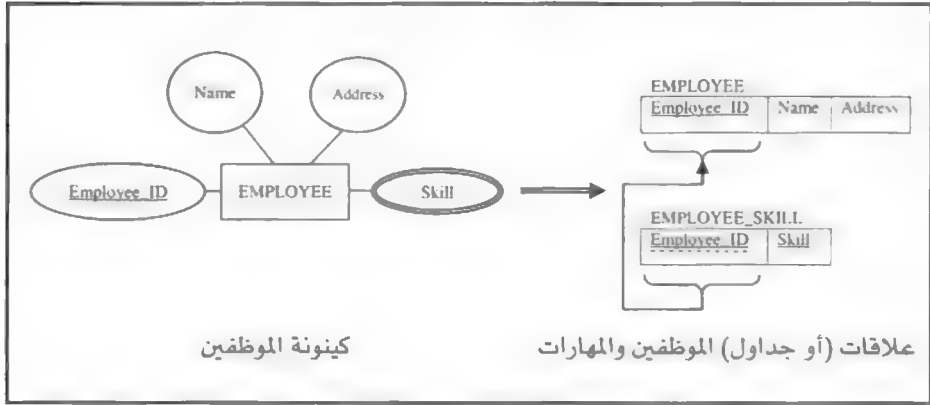 Name
Address
Employee_ID
EMPLOYEE
Skill
كينونة الموظفين
EMPLOYEE
Employee_ID Name Address
EMPLOYEE_SKILL
Employee_ID Skill
علاقات (أو جداول) الموظفين والمهارات